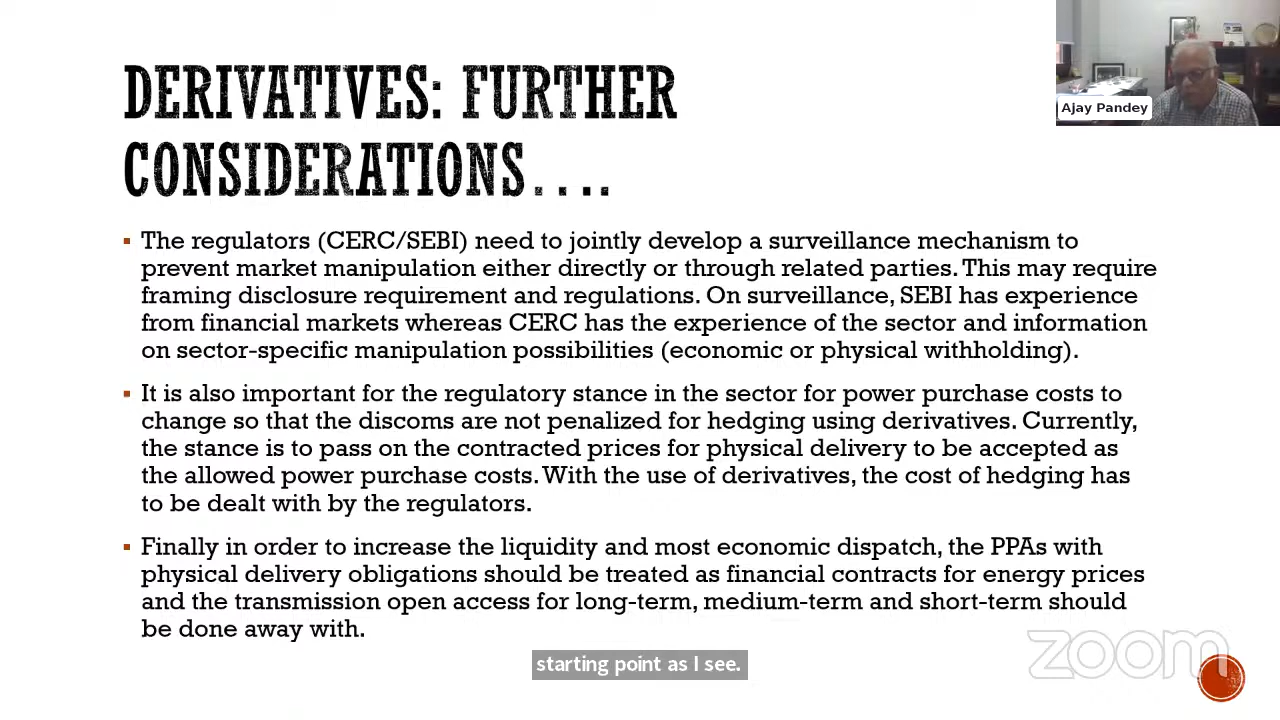 Ajay Pandey
DERIVATIVES: FURTHER
CONSIDERATIONS....
▪ The regulators (CERC/SEBI) need to jointly develop a surveillance mechanism to
prevent market manipulation either directly or through related parties. This may require
framing disclosure requirement and regulations. On surveillance, SEBI has experience
from financial markets whereas CERC has the experience of the sector and information
on sector-specific manipulation possibilities (economic or physical withholding).
▪ It is also important for the regulatory stance in the sector for power purchase costs to
change so that the discoms are not penalized for hedging using derivatives. Currently,
the stance is to pass on the contracted prices for physical delivery to be accepted as
the allowed power purchase costs. With the use of derivatives, the cost of hedging has
to be dealt with by the regulators.
▪ Finally in order to increase the liquidity and most economic dispatch, the PPAs with
physical delivery obligations should be treated as financial contracts for energy prices
and the transmission open access for long-term, medium-term and short-term should
be done away with.
starting point as I see.
zoom